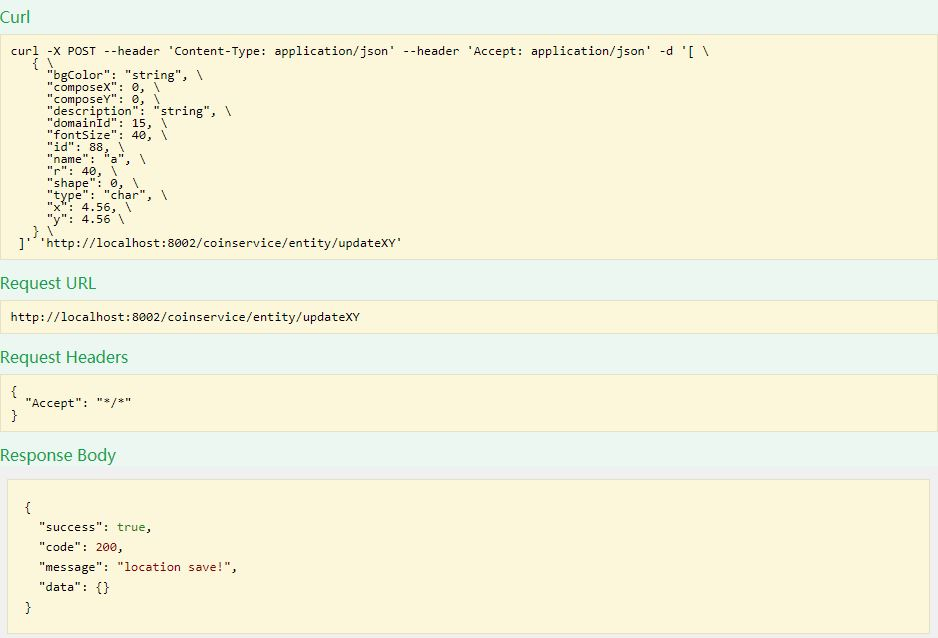 Curl
curl -X POST --header 'Content-Type: application/json' --header 'Accept: application/json' -d '[ \
{ \
"bgColor": "string", \
"composeX": 0, \
"composeY": 0, \
"description": "string", \
"domainId": 15, \
"fontSize": 40, \
"id": 88, \
"name": "a", \
"r": 40, \
"shape": 0, \
"type": "char", \
"x": 4.56, \
"y": 4.56 \
} \
]' 'http://localhost:8002/coinservice/entity/updateXY'
Request URL
http://localhost:8002/coinservice/entity/updateXY
Request Headers
{
"Accept": "*/*"
}
Response Body
{
"success": true,
"code": 200,
"message": "location save!",
"data": {}
}